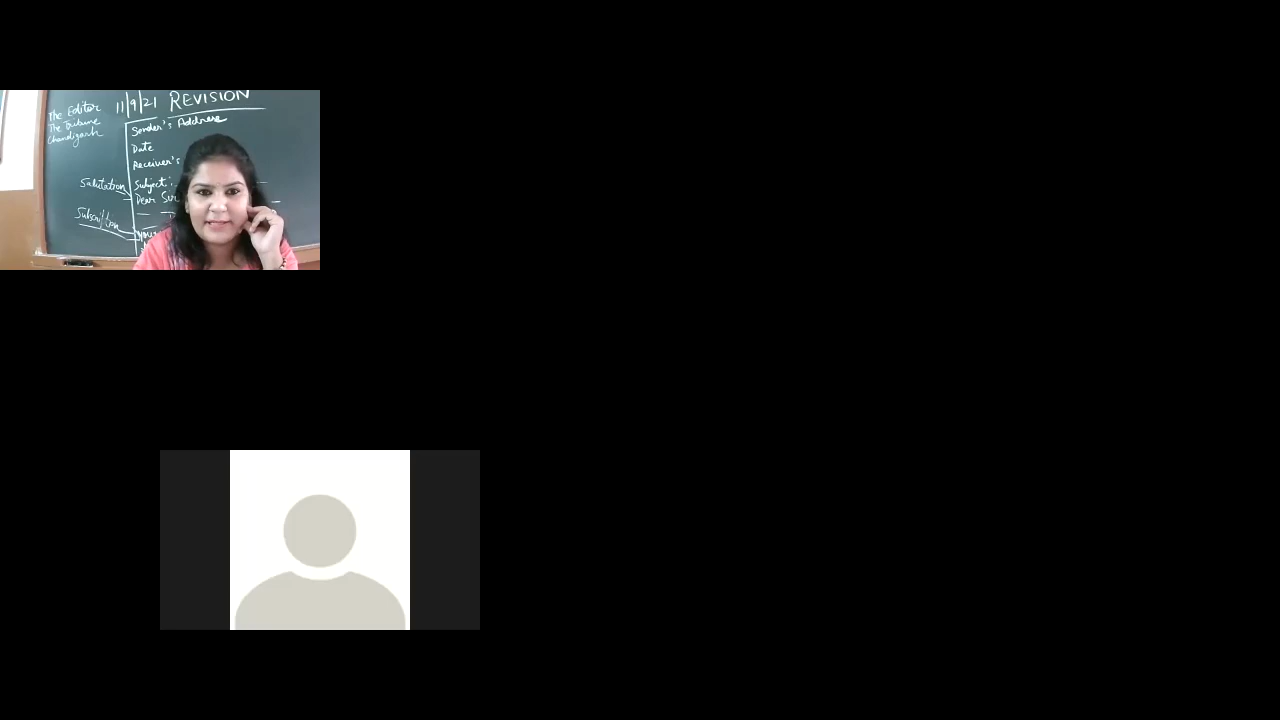 The Editor
The Tribune
Chandigarh
11/9/21 REVISION
Sender's Address
Date
Receiver's
Salutation
Subject:
Dear Sir
Subscription